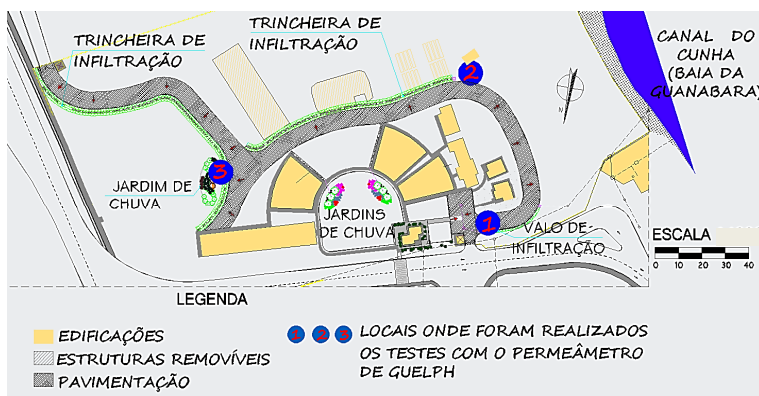 TRINCHEIRA DE
INFILTRAÇÃO
TRINCHEIRA DE
INFILTRAÇÃO
CANAL DO
CUNHA
(BAIA DA
GUANABARA)
2
3
JARDIM DE
CHUVA
JARDINS
DE CHUVA
1
VALO DE
INFILTRAÇÃO
ESCALA
0 10 20 30 40
LEGENDA
EDIFICAÇÕES
ESTRUTURAS REMOVÍVEIS
PAVIMENTAÇÃO
1 2 3 LOCAIS ONDE FORAM REALIZADOS
OS TESTES COM O PERMEÂMETRO
DE GUELPH